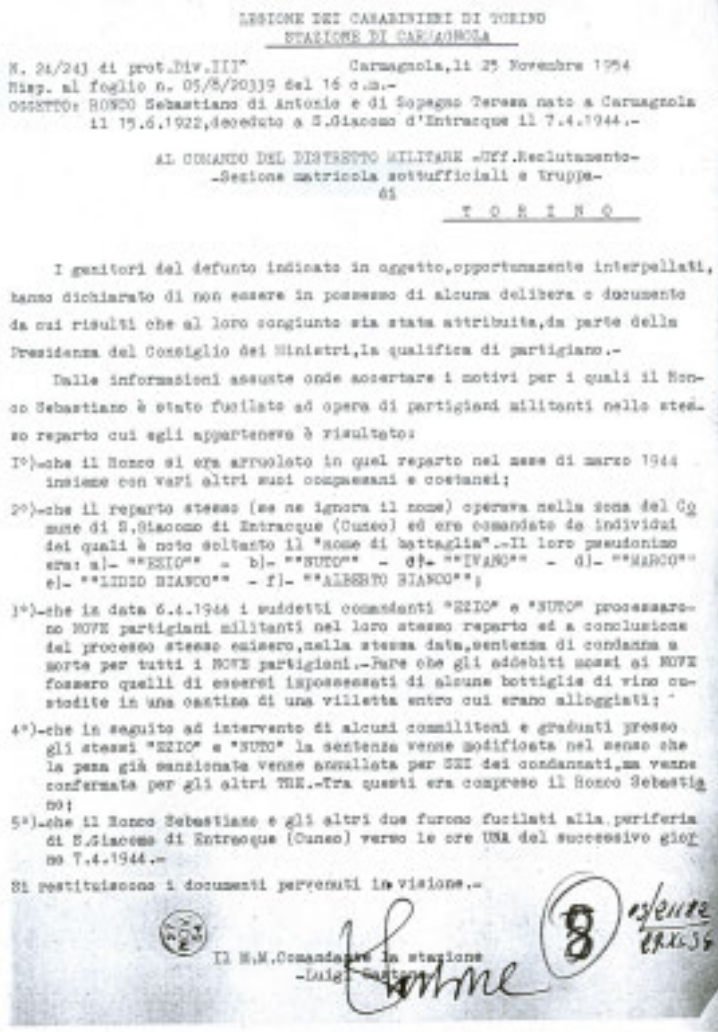 LEGIONE DEI CARABINIERI DI TORINO
STAZIONE DI CARMAGNOLA
N. 24/243 di prot.Div.III^ Carmagnola,li 25 Novembre 1954
Risp. al foglio n. 05/8/20339 del 16 c.m.-
OGGETTO: RONCO Sebastiano di Antonio e di Sopegno Teresa nato a Carmagnola
il 15.6.1922,deceduto a S.Giacomo d'Entracque il 7.4.1944.-
AL COMANDO DEL DISTRETTO MILITARE -Uff.Reclutamento-
-Sezione matricola sottufficiali e truppa-
di
T O R I N O
I genitori del defunto indicato in oggetto,opportunamente interpellati,
hanno dichiarato di non essere in possesso di alcuna delibera o documento
da cui risulti che al loro congiunto sia stata attribuita,da parte della
Presidenza del Consiglio dei Ministri,la qualifica di partigiano.-
Dalle informazioni assunte onde accertare i motivi per i quali il Ron-
co Sebastiano è stato fucilato ad opera di partigiani militanti nello stes-
so reparto cui egli apparteneva è risultato:
1°)-che il Ronco si era arruolato in quel reparto nel mese di marzo 1944
insieme con vari altri suoi compaesani e coetanei;
2°)-che il reparto stesso (se ne ignora il nome) operava nella zona del Co
mune di S.Giacomo di Entracque (Cuneo) ed era comandato da individui
dei quali è noto soltanto il "nome di battaglia".-Il loro pseudonimo
era: a)- ""EZIO"" - b)- ""NUTO"" - c)- ""IVANO"" - d)- ""MARCO""
e)- ""LIDIO BIANCO"" - f)- ""ALBERTO BIANCO"";
3°)-che in data 6.4.1944 i suddetti comandanti "EZIO" e "NUTO" processaro-
no NOVE partigiani militanti nel loro stesso reparto ed a conclusione
del processo stesso emisero,nella stessa data,sentenza di condanna a
morte per tutti i NOVE partigiani.-Pare che gli addebiti mossi ai NOVE
fossero quelli di essersi impossessati di alcune bottiglie di vino cu-
stodite in una cantina di una villetta entro cui erano alloggiati;
4°)-che in seguito ad intervento di alcuni commilitoni e graduati presso
gli stessi "EZIO" e "NUTO" la sentenza venne modificata nel senso che
la pena già sanzionata venne annullata per SEI dei condannati,ma venne
confermata per gli altri TRE.-Tra questi era compreso il Ronco Sebastia
no;
5°)-che il Ronco Sebastiano e gli altri due furono fucilati alla periferia
di S.Giacomo di Entracque (Cuneo) verso le ore UNA del successivo gior
no 7.4.1944.-
Si restituiscono i documenti pervenuti in visione.-
8
Il M.M.Comandante la stazione
-Luigi